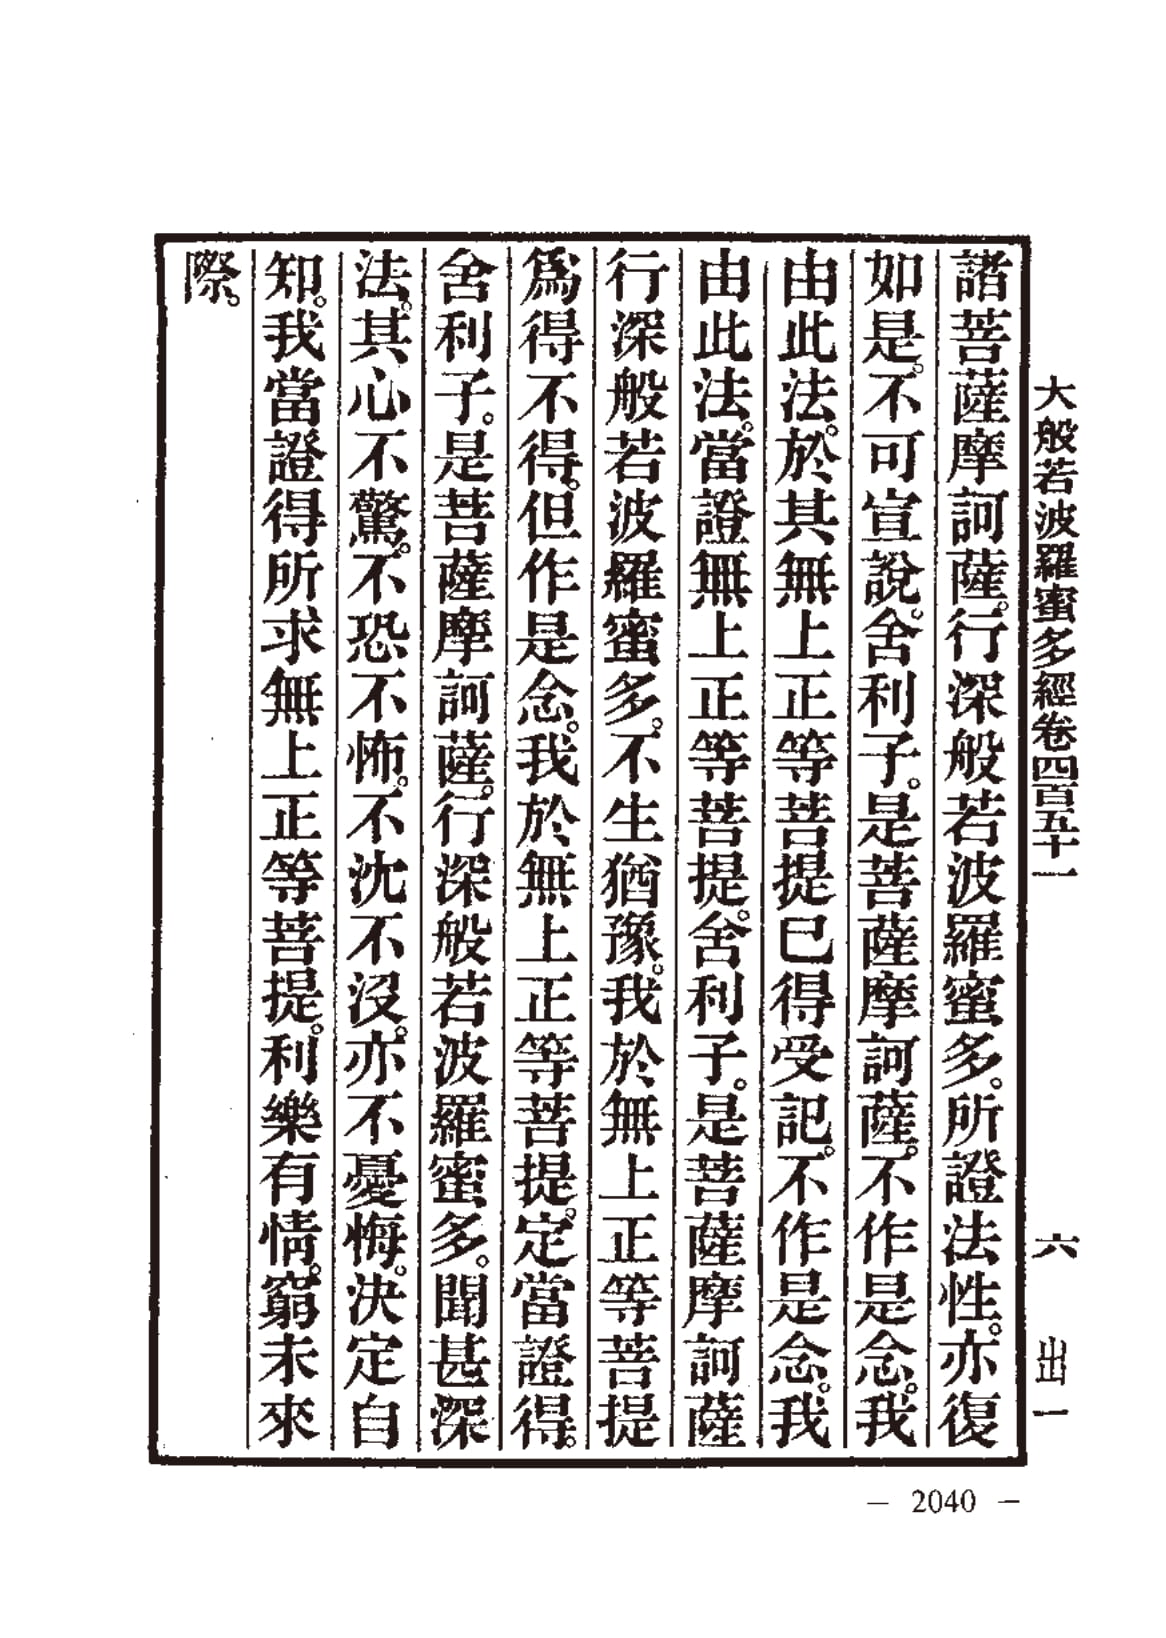 大般若波羅蜜多經卷四百五十一 六 出一
諸菩薩摩訶薩。行深般若波羅蜜多。所證法性。亦復
如是。不可宣說。舍利子。是菩薩摩訶薩。不作是念。我
由此法。於其無上正等菩提已得受記。不作是念。我
由此法。當證無上正等菩提。舍利子。是菩薩摩訶薩
行深般若波羅蜜多。不生猶豫。我於無上正等菩提
爲得不得。但作是念。我於無上正等菩提。定當證得。
舍利子。是菩薩摩訶薩。行深般若波羅蜜多。聞甚深
法。其心不驚。不恐不怖。不沈不沒。亦不憂悔。決定自
知。我當證得所求無上正等菩提。利樂有情。窮未來
際。
— 2040 —